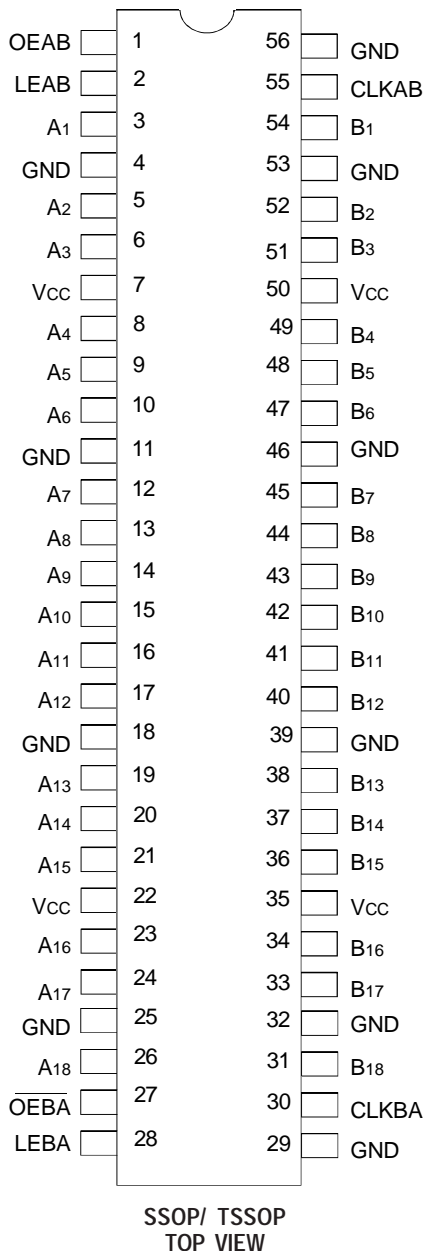 OEAB 1 56 GND
LEAB 2 55 CLKAB
A1 3 54 B1
GND 4 53 GND
A2 5 52 B2
A3 6 51 B3
VCC 7 50 VCC
A4 8 49 B4
A5 9 48 B5
A6 10 47 B6
GND 11 46 GND
A7 12 45 B7
A8 13 44 B8
A9 14 43 B9
A10 15 42 B10
A11 16 41 B11
A12 17 40 B12
GND 18 39 GND
A13 19 38 B13
A14 20 37 B14
A15 21 36 B15
VCC 22 35 VCC
A16 23 34 B16
A17 24 33 B17
GND 25 32 GND
A18 26 31 B18
OEBA 27 30 CLKBA
LEBA 28 29 GND
SSOP/ TSSOP
TOP VIEW